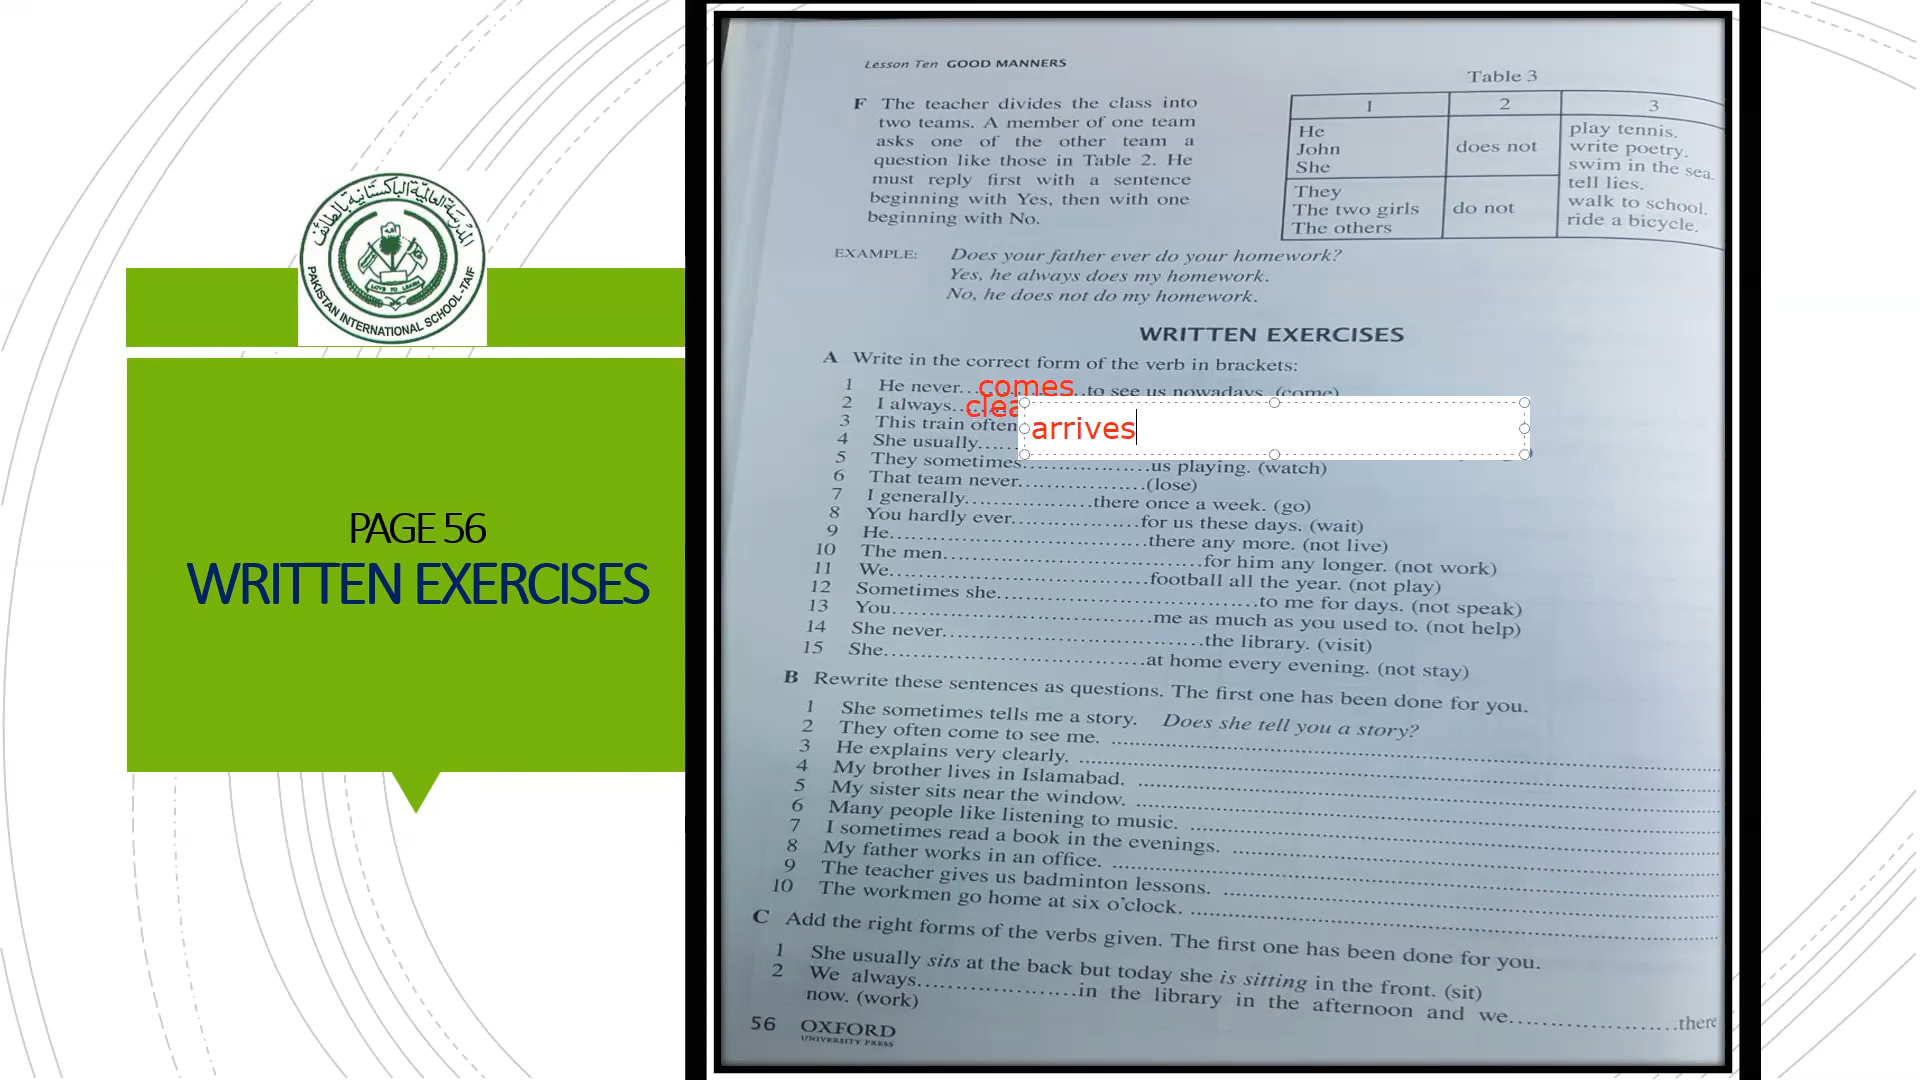 المدرسة العالمية الباكستانية بالطائف
LOVE TO LEARN
PAKISTAN INTERNATIONAL SCHOOL-TAIF
PAGE 56
WRITTEN EXERCISES
Lesson Ten GOOD MANNERS
F The teacher divides the class into
two teams. A member of one team
asks one of the other team a
question like those in Table 2. He
must reply first with a sentence
beginning with Yes, then with one
beginning with No.
Table 3
1 2 3
He
John
She
does not
They
The two girls
The others
do not
play tennis.
write poetry.
swim in the sea.
tell lies.
walk to school.
ride a bicycle.
EXAMPLE: Does your father ever do your homework?
Yes, he always does my homework.
No, he does not do my homework.
WRITTEN EXERCISES
A Write in the correct form of the verb in brackets:
1 He never.. comes ..to see us nowadays. (come)
2 I always..
3 This train often arrives
4 She usually.....
5 They sometimes.................us playing. (watch)
6 That team never.................(lose)
7 I generally.................there once a week. (go)
8 You hardly ever.................for us these days. (wait)
9 He.................................there any more. (not live)
10 The men.................................for him any longer. (not work)
11 We.................................football all the year. (not play)
12 Sometimes she.................................to me for days. (not speak)
13 You.................................me as much as you used to. (not help)
14 She never.................................the library. (visit)
15 She.................................at home every evening. (not stay)
B Rewrite these sentences as questions. The first one has been done for you.
1 She sometimes tells me a story. Does she tell you a story?
2 They often come to see me. ....................
3 He explains very clearly. ....................
4 My brother lives in Islamabad. ....................
5 My sister sits near the window. ....................
6 Many people like listening to music. ....................
7 I sometimes read a book in the evenings. ....................
8 My father works in an office. ....................
9 The teacher gives us badminton lessons. ....................
10 The workmen go home at six o'clock. ....................
C Add the right forms of the verbs given. The first one has been done for you.
1 She usually sits at the back but today she is sitting in the front. (sit)
2 We always.....................in the library in the afternoon and we.....................there
now. (work)
56 OXFORD
UNIVERSITY PRESS